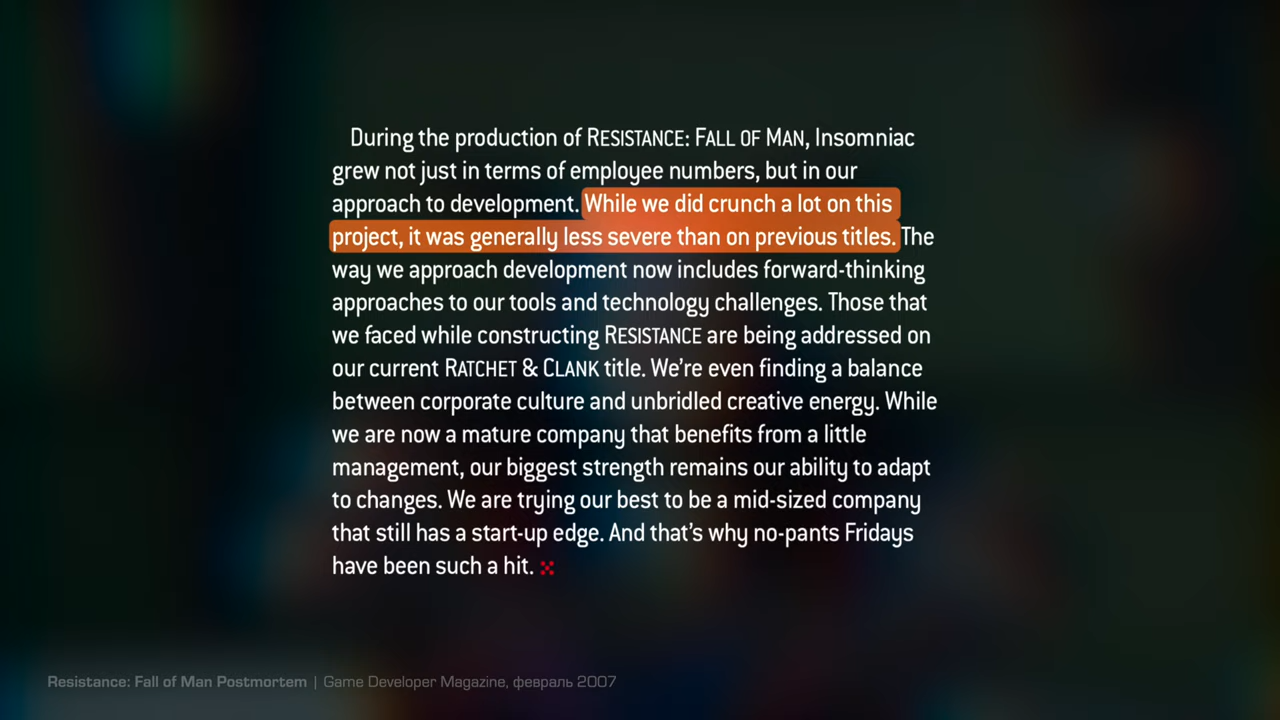 During the production of RESISTANCE: FALL OF MAN, Insomniac
grew not just in terms of employee numbers, but in our
approach to development. While we did crunch a lot on this
project, it was generally less severe than on previous titles. The
way we approach development now includes forward-thinking
approaches to our tools and technology challenges. Those that
we faced while constructing RESISTANCE are being addressed on
our current RATCHET & CLANK title. We’re even finding a balance
between corporate culture and unbridled creative energy. While
we are now a mature company that benefits from a little
management, our biggest strength remains our ability to adapt
to changes. We are trying our best to be a mid-sized company
that still has a start-up edge. And that’s why no-pants Fridays
have been such a hit.
Resistance: Fall of Man Postmortem | Game Developer Magazine, февраль 2007